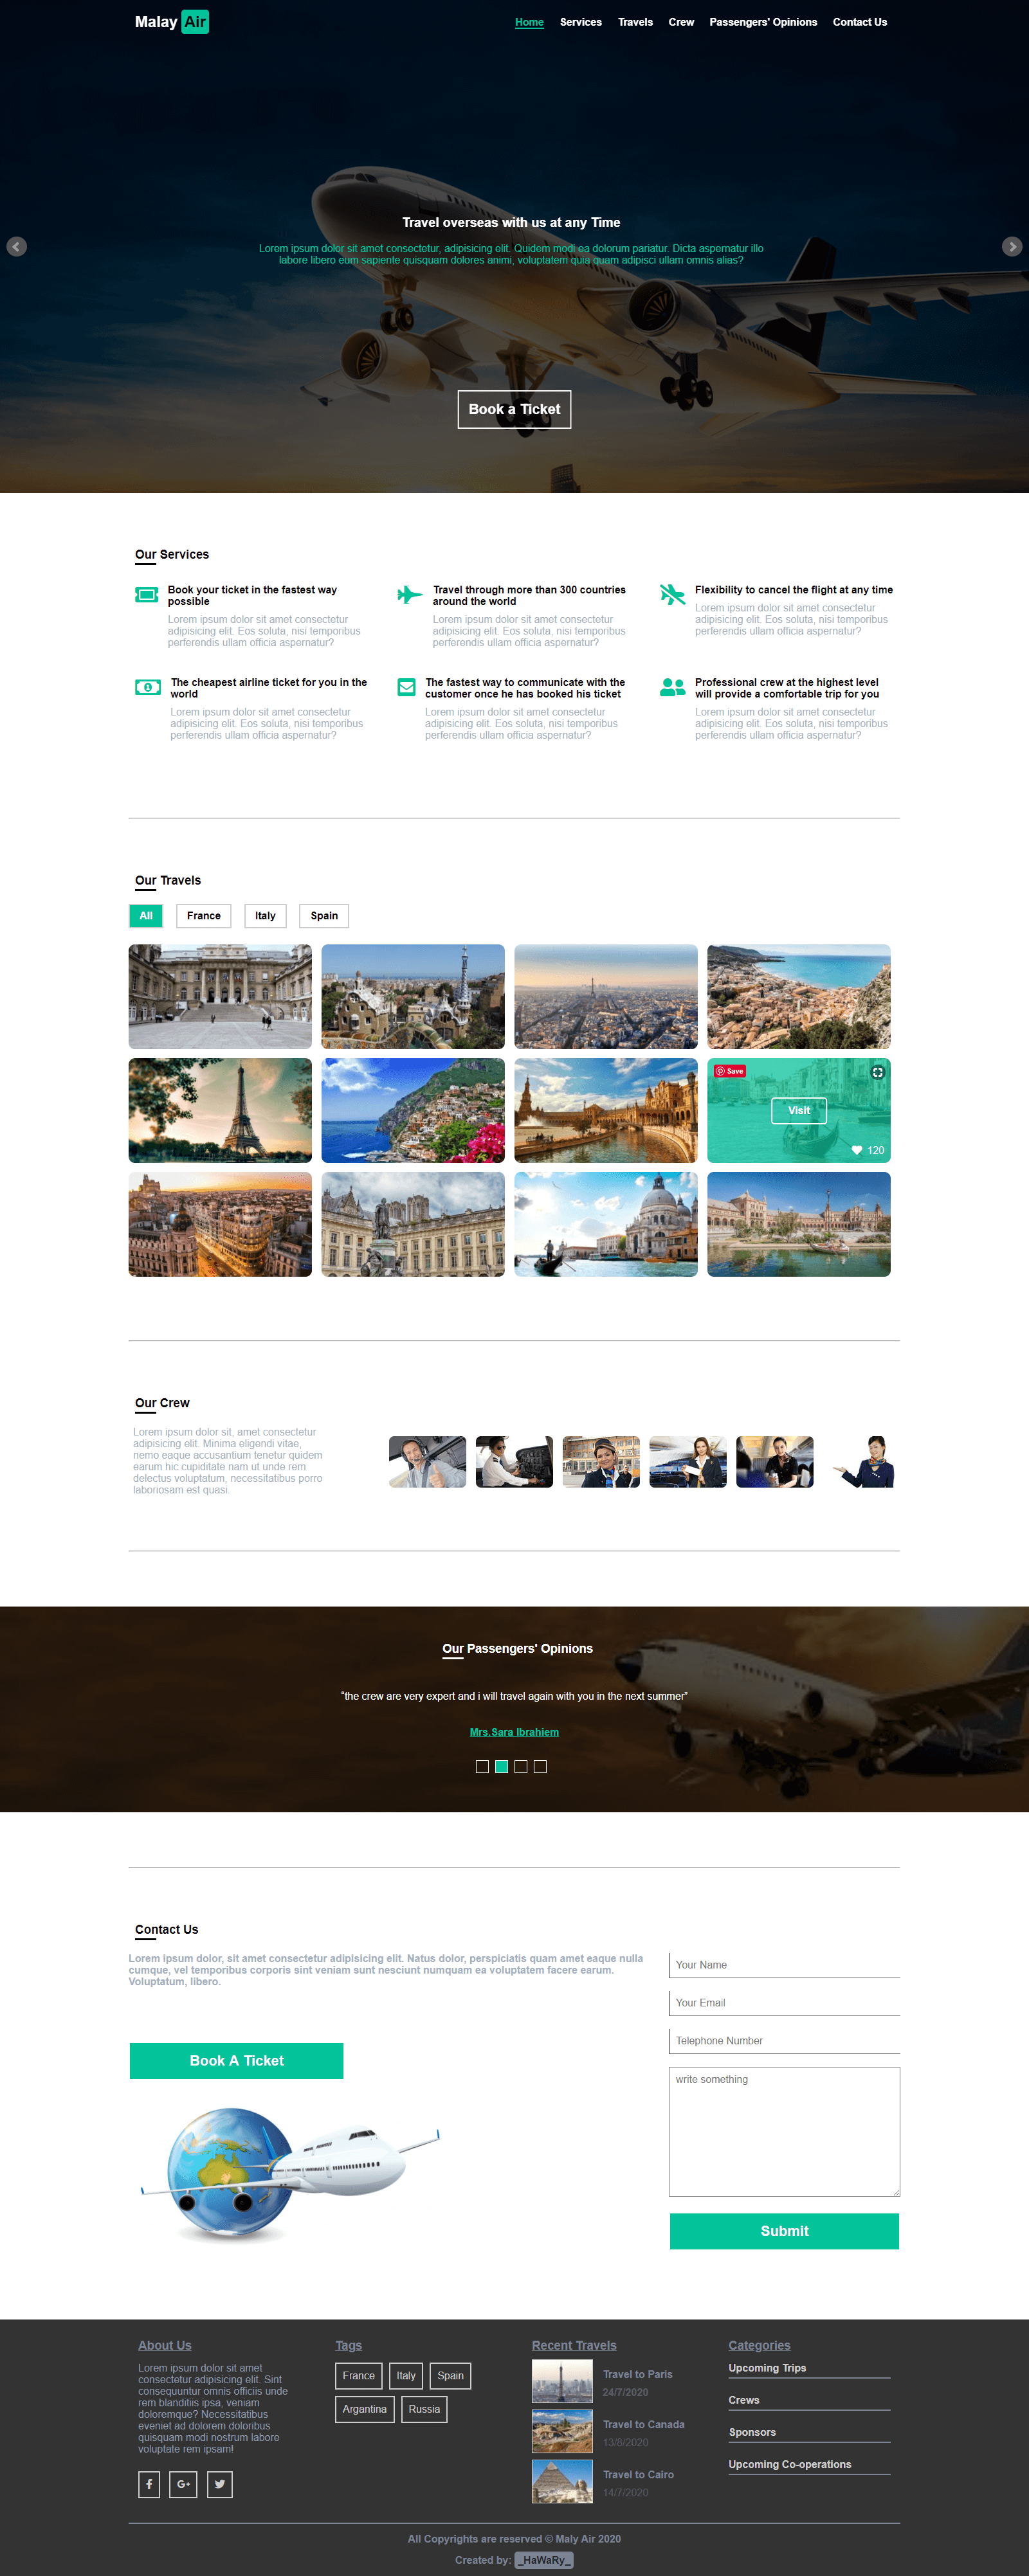 Malay Air
Home Services Travels Crew Passengers' Opinions Contact Us
Travel overseas with us at any Time
Lorem ipsum dolor sit amet consectetur, adipisicing elit. Quidem modi ea dolorum pariatur. Dicta aspernatur illo
labore libero eum sapiente quisquam dolores animi, voluptatem quia quam adipisci ullam omnis alias?
Book a Ticket
Our Services
Book your ticket in the fastest way
possible
Lorem ipsum dolor sit amet consectetur
adipisicing elit. Eos soluta, nisi temporibus
perferendis ullam officia aspernatur?
Travel through more than 300 countries
around the world
Lorem ipsum dolor sit amet consectetur
adipisicing elit. Eos soluta, nisi temporibus
perferendis ullam officia aspernatur?
Flexibility to cancel the flight at any time
Lorem ipsum dolor sit amet consectetur
adipisicing elit. Eos soluta, nisi temporibus
perferendis ullam officia aspernatur?
The cheapest airline ticket for you in the
world
Lorem ipsum dolor sit amet consectetur
adipisicing elit. Eos soluta, nisi temporibus
perferendis ullam officia aspernatur?
The fastest way to communicate with the
customer once he has booked his ticket
Lorem ipsum dolor sit amet consectetur
adipisicing elit. Eos soluta, nisi temporibus
perferendis ullam officia aspernatur?
Professional crew at the highest level
will provide a comfortable trip for you
Lorem ipsum dolor sit amet consectetur
adipisicing elit. Eos soluta, nisi temporibus
perferendis ullam officia aspernatur?
Our Travels
All France Italy Spain
Save
Visit
120
Our Crew
Lorem ipsum dolor sit, amet consectetur
adipisicing elit. Minima eligendi vitae,
nemo eaque accusantium tenetur quidem
earum hic cupiditate nam ut unde rem
delectus voluptatum, necessitatibus porro
laboriosam est quasi.
Our Passengers' Opinions
"the crew are very expert and i will travel again with you in the next summer"
Mrs.Sara Ibrahiem
Contact Us
Lorem ipsum dolor, sit amet consectetur adipisicing elit. Natus dolor, perspiciatis quam amet eaque nulla
cumque, vel temporibus corporis sint veniam sunt nesciunt numquam ea voluptatem facere earum.
Voluptatum, libero.
Book A Ticket
Your Name
Your Email
Telephone Number
write something
Submit
About Us
Lorem ipsum dolor sit amet
consectetur adipisicing elit. Sint
consequuntur omnis officiis unde
rem blanditiis ipsa, veniam
doloremque? Necessitatibus
eveniet ad dolorem doloribus
quisquam modi nostrum labore
voluptate rem ipsam!
Tags
France Italy Spain
Argantina Russia
Recent Travels
Travel to Paris
24/7/2020
Travel to Canada
13/8/2020
Travel to Cairo
14/7/2020
Categories
Upcoming Trips
Crews
Sponsors
Upcoming Co-operations
All Copyrights are reserved © Maly Air 2020
Created by: _HaWaRy_